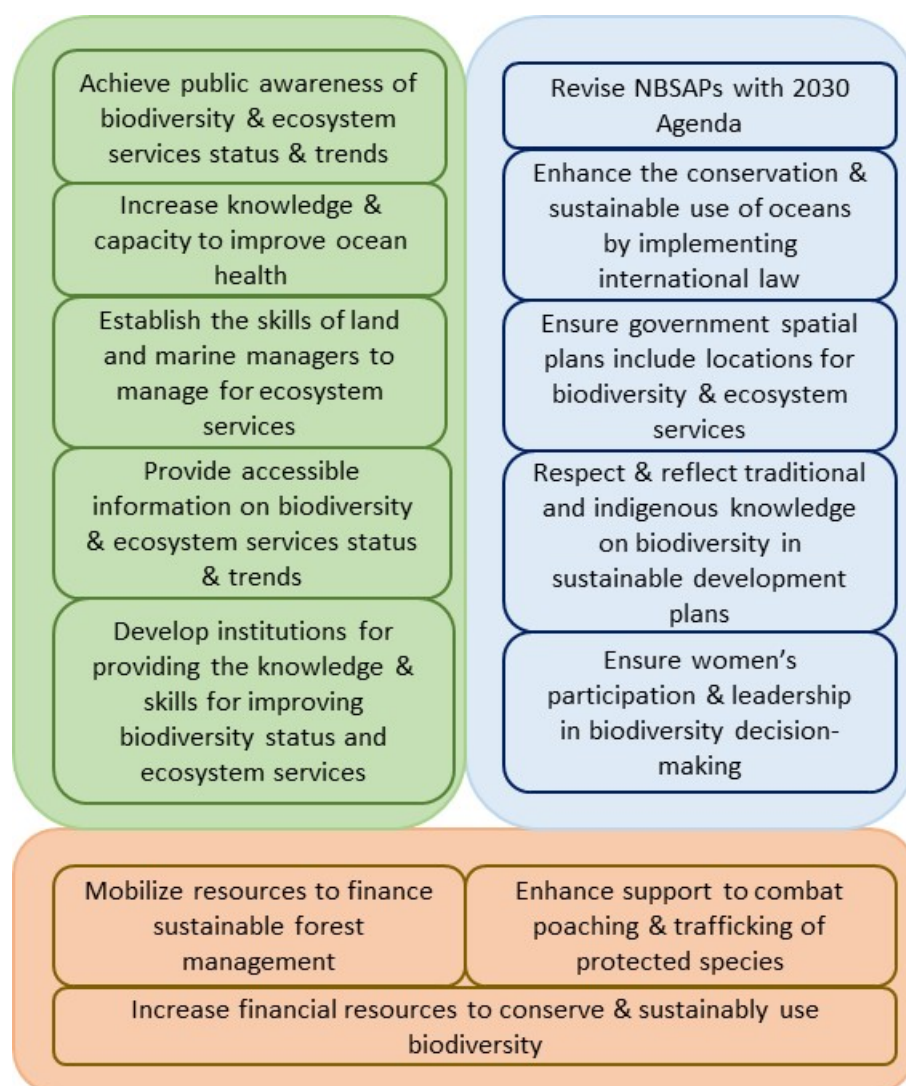 Achieve public awareness of
biodiversity & ecosystem
services status & trends
Increase knowledge &
capacity to improve ocean
health
Establish the skills of land
and marine managers to
manage for ecosystem
services
Provide accessible
information on biodiversity
& ecosystem services status
& trends
Develop institutions for
providing the knowledge &
skills for improving
biodiversity status and
ecosystem services
Revise NBSAPs with 2030
Agenda
Enhance the conservation &
sustainable use of oceans
by implementing
international law
Ensure government spatial
plans include locations for
biodiversity & ecosystem
services
Respect & reflect traditional
and indigenous knowledge
on biodiversity in
sustainable development
plans
Ensure women’s
participation & leadership
in biodiversity decision-
making
Mobilize resources to finance
sustainable forest
management
Enhance support to combat
poaching & trafficking of
protected species
Increase financial resources to conserve & sustainably use
biodiversity